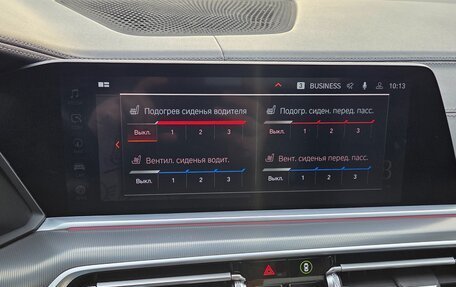 3 BUSINESS 10:13
Подогрев сиденья водителя
Подогр. сиден. перед. пасс.
Выкл. 1 2 3
1 2 3
Вентил. сиденья водит.
Вент. сиденья перед. пасс.
Выкл. 1 2 3
Выкл. 1 2 3